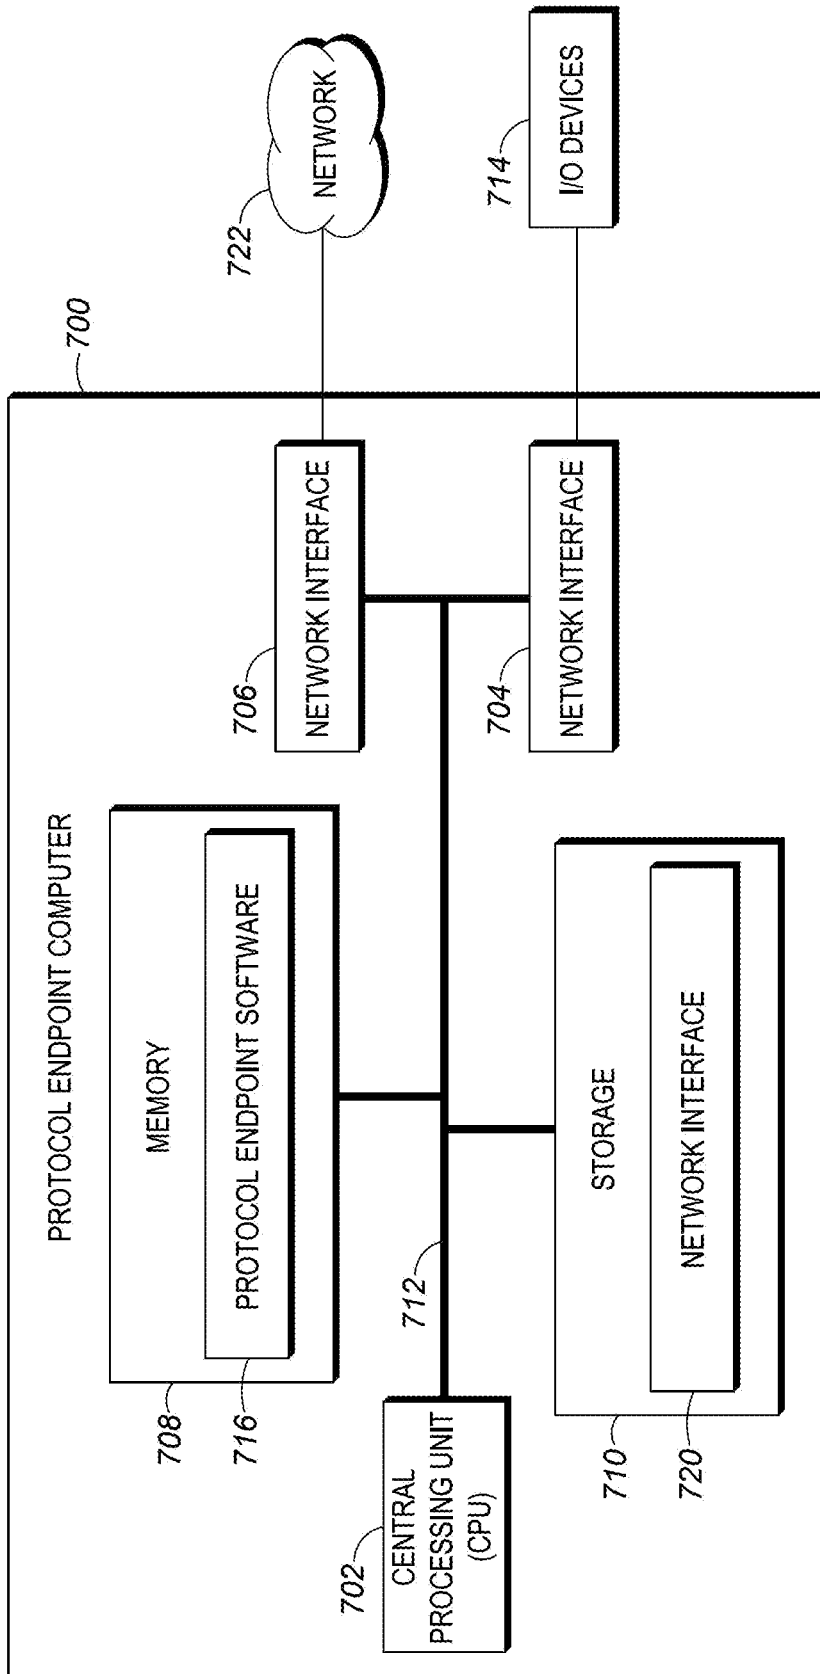 PROTOCOL ENDPOINT COMPUTER
700
708
MEMORY
716
PROTOCOL ENDPOINT SOFTWARE
706
NETWORK INTERFACE
722
NETWORK
702
CENTRAL
PROCESSING UNIT
(CPU)
712
710
STORAGE
720
NETWORK INTERFACE
704
NETWORK INTERFACE
714
I/O DEVICES